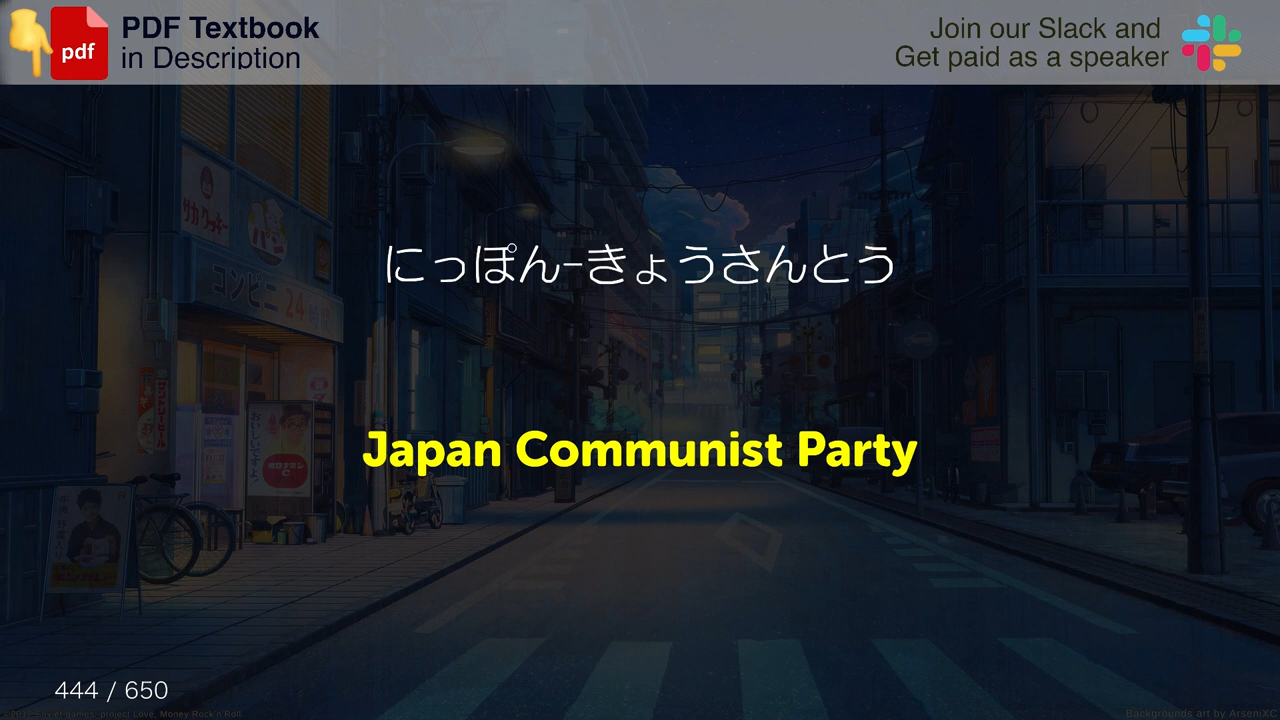 PDF Textbook
in Description
pdf
Join our Slack and
Get paid as a speaker
にっぽん-きょうさんとう
Japan Communist Party
コンビニ 24
パン
444 / 650
Backgrounds art by ArseniXC